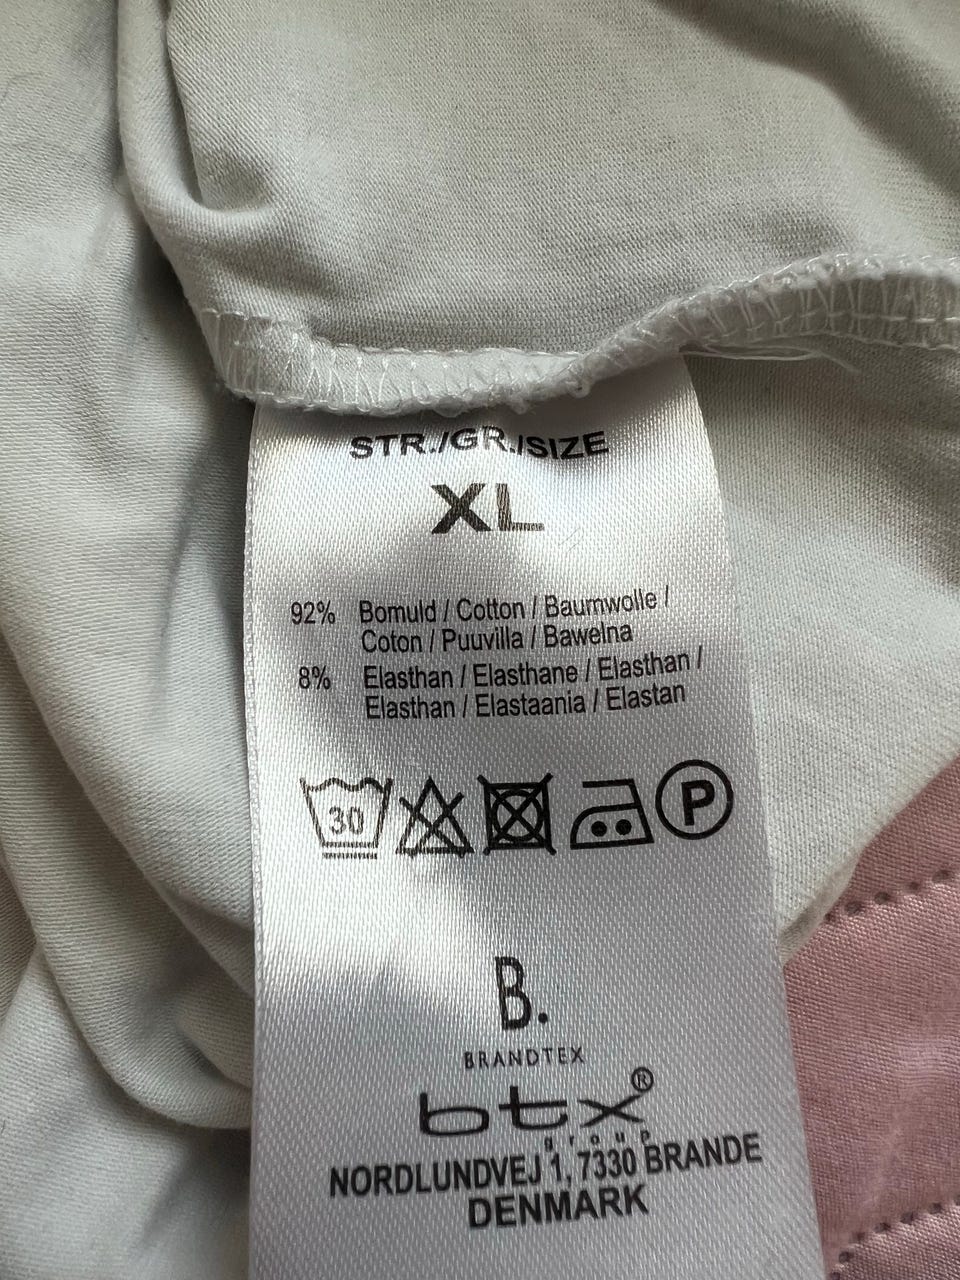 STR./GR./SIZE
XL
92% Bomuld / Cotton / Baumwolle /
Coton / Puuvilla / Bawełna
8% Elasthan / Elasthane / Elasthan /
Elasthan / Elastaania / Elastan
30
P
B.
BRANDTEX
btx®
group
NORDLUNDVEJ 1, 7330 BRANDE
DENMARK